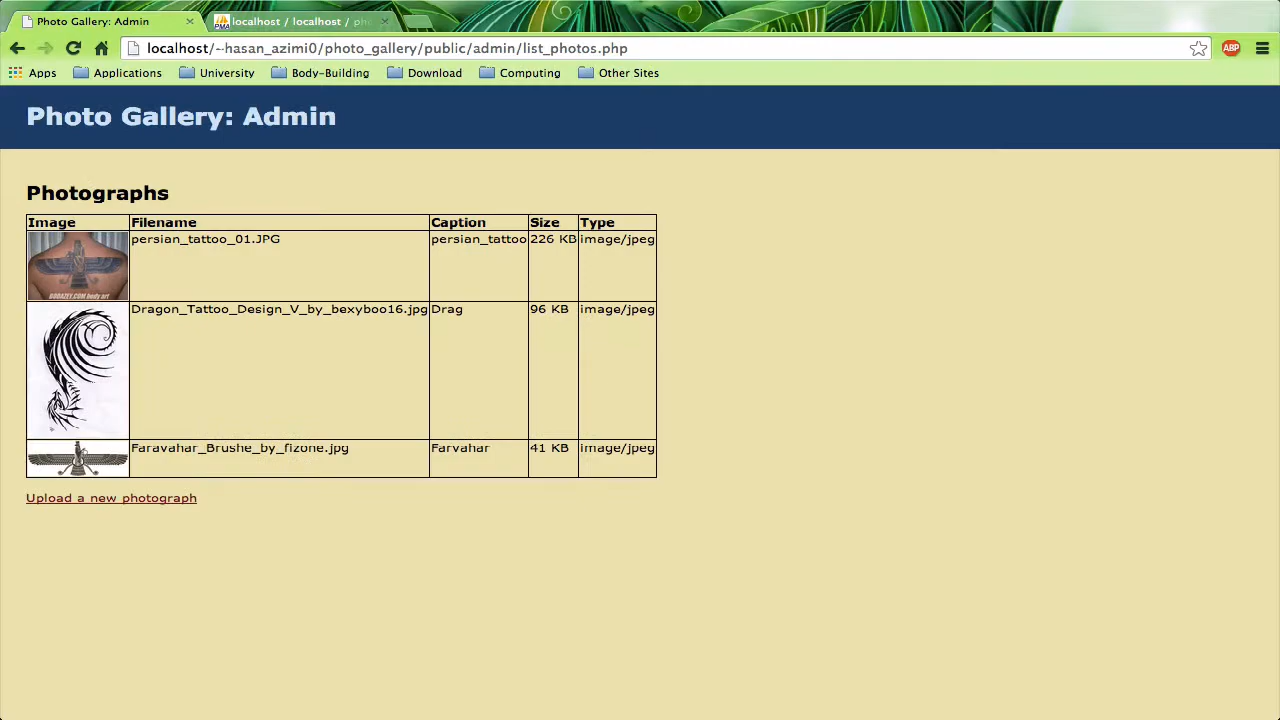 Photo Gallery: Admin
localhost / localhost / ph
localhost/~hasan_azimi0/photo_gallery/public/admin/list_photos.php
ABP
Apps Applications University Body-Building Download Computing Other Sites
Photo Gallery: Admin
Photographs
Image Filename Caption Size Type
persian_tattoo_01.JPG persian_tattoo 226 KB image/jpeg
Dragon_Tattoo_Design_V_by_bexyboo16.jpg Drag 96 KB image/jpeg
Faravahar_Brushe_by_fizone.jpg Farvahar 41 KB image/jpeg
Upload a new photograph